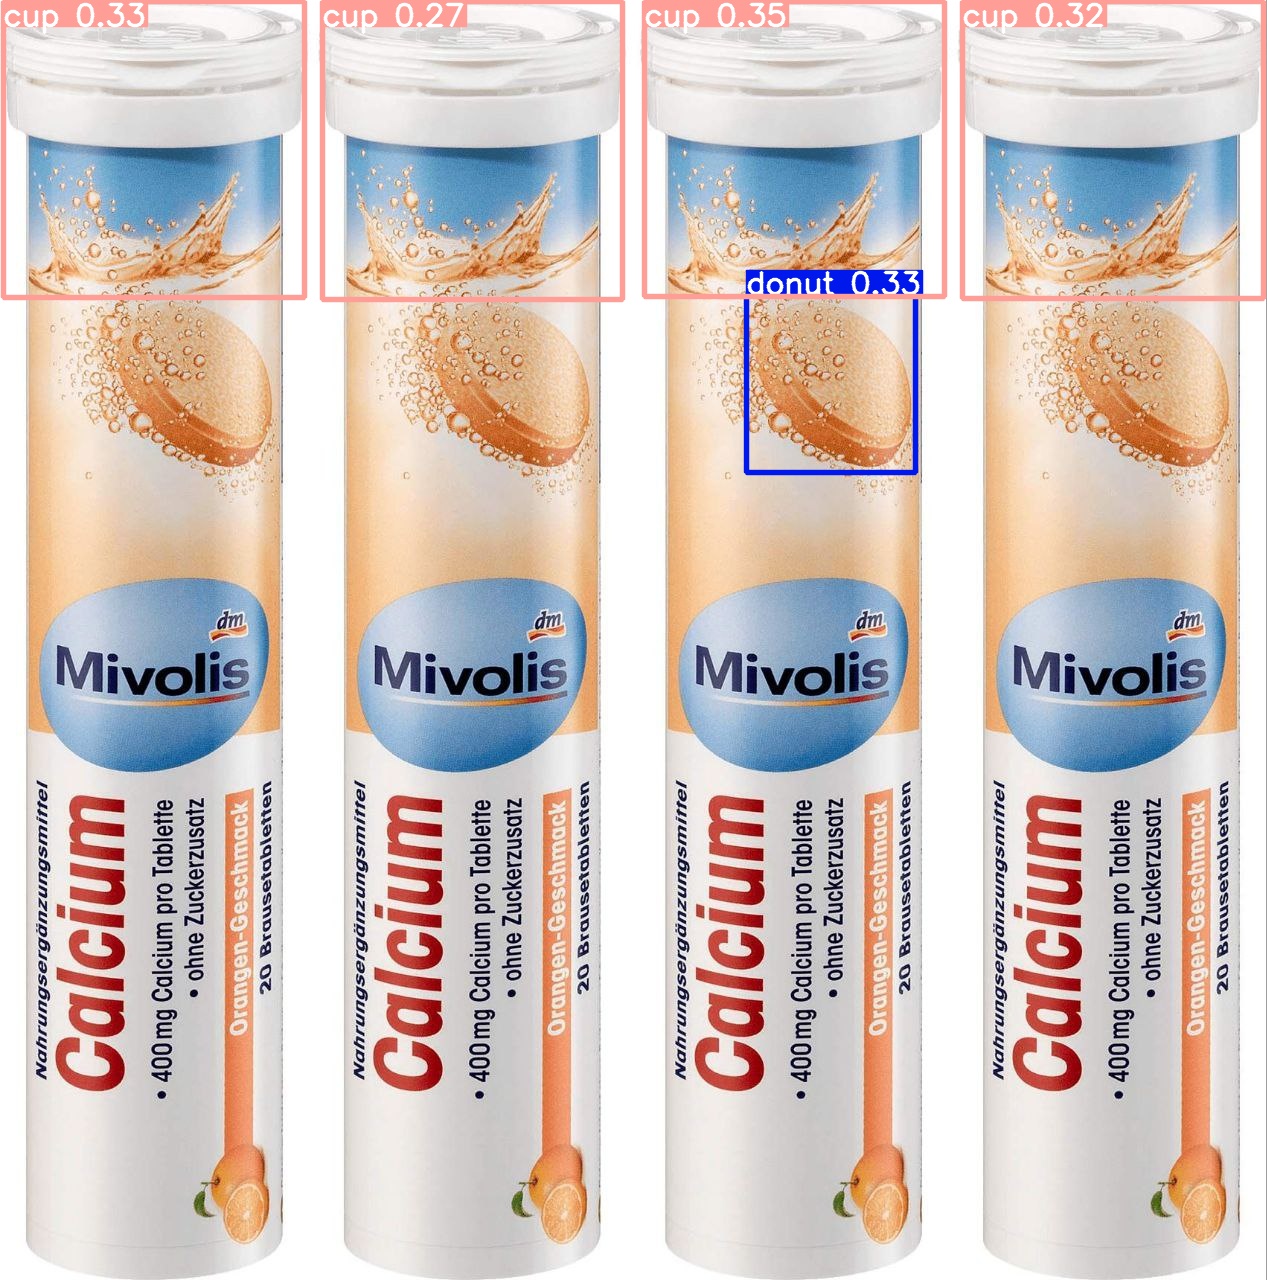 cup 0.33
cup 0.27
cup 0.35
cup 0.32
donut 0.33
dm
Mivolis
Nahrungsergänzungsmittel
Calcium
• 400 mg Calcium pro Tablette
• ohne Zuckerzusatz
Orangen-Geschmack
20 Brausetabletten
dm
Mivolis
Nahrungsergänzungsmittel
Calcium
• 400 mg Calcium pro Tablette
• ohne Zuckerzusatz
Orangen-Geschmack
20 Brausetabletten
dm
Mivolis
Nahrungsergänzungsmittel
Calcium
• 400 mg Calcium pro Tablette
• ohne Zuckerzusatz
Orangen-Geschmack
20 Brausetabletten
dm
Mivolis
Nahrungsergänzungsmittel
Calcium
• 400 mg Calcium pro Tablette
• ohne Zuckerzusatz
Orangen-Geschmack
20 Brausetabletten